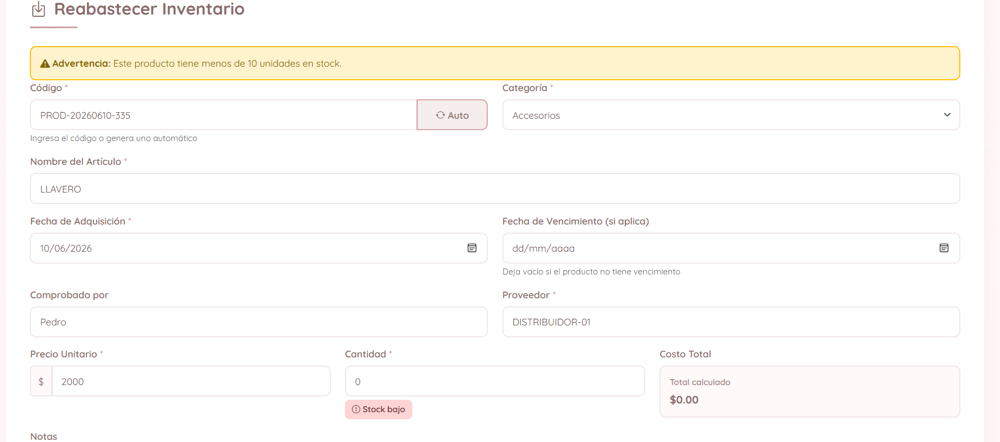 Reabastecer Inventario
Advertencia: Este producto tiene menos de 10 unidades en stock.
Código *
Categoría *
PROD-20260610-335
Auto
Accesorios
Ingresa el código o genera uno automático
Nombre del Artículo *
LLAVERO
Fecha de Adquisición *
Fecha de Vencimiento (si aplica)
10/06/2026
dd/mm/aaaa
Deja vacío si el producto no tiene vencimiento
Comprobado por
Proveedor *
Pedro
DISTRIBUIDOR-01
Precio Unitario *
Cantidad *
Costo Total
$ 2000
0
Total calculado
$0.00
Stock bajo
Notas